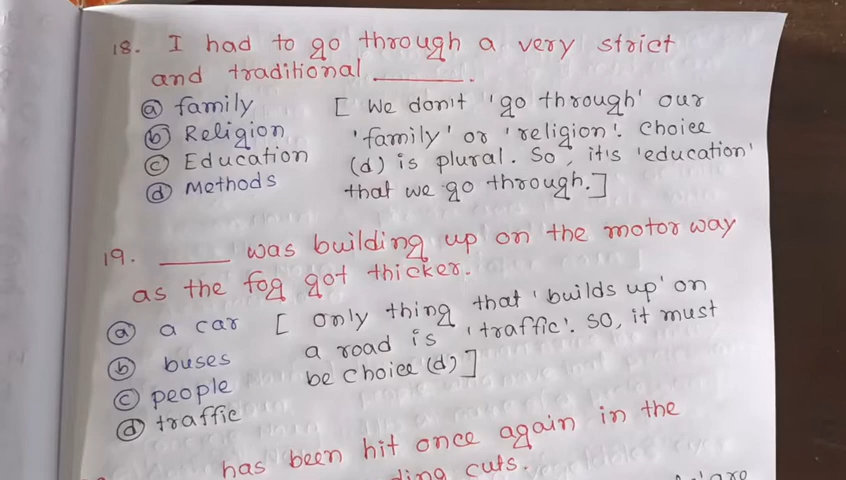 18. I had to go through a very strict
and traditional ______.
(a) family [ We don't 'go through' our
(b) Religion 'family' or 'religion'. Choice
(c) Education (d) is plural. So, it's 'education'
(d) Methods that we go through.]
19. _____ was building up on the motor way
as the fog got thicker.
(a) a car [ Only thing that 'builds up' on
(b) buses a road is 'traffic'. So, it must
(c) people be choice (d)]
(d) traffic
has been hit once again in the
cuts.